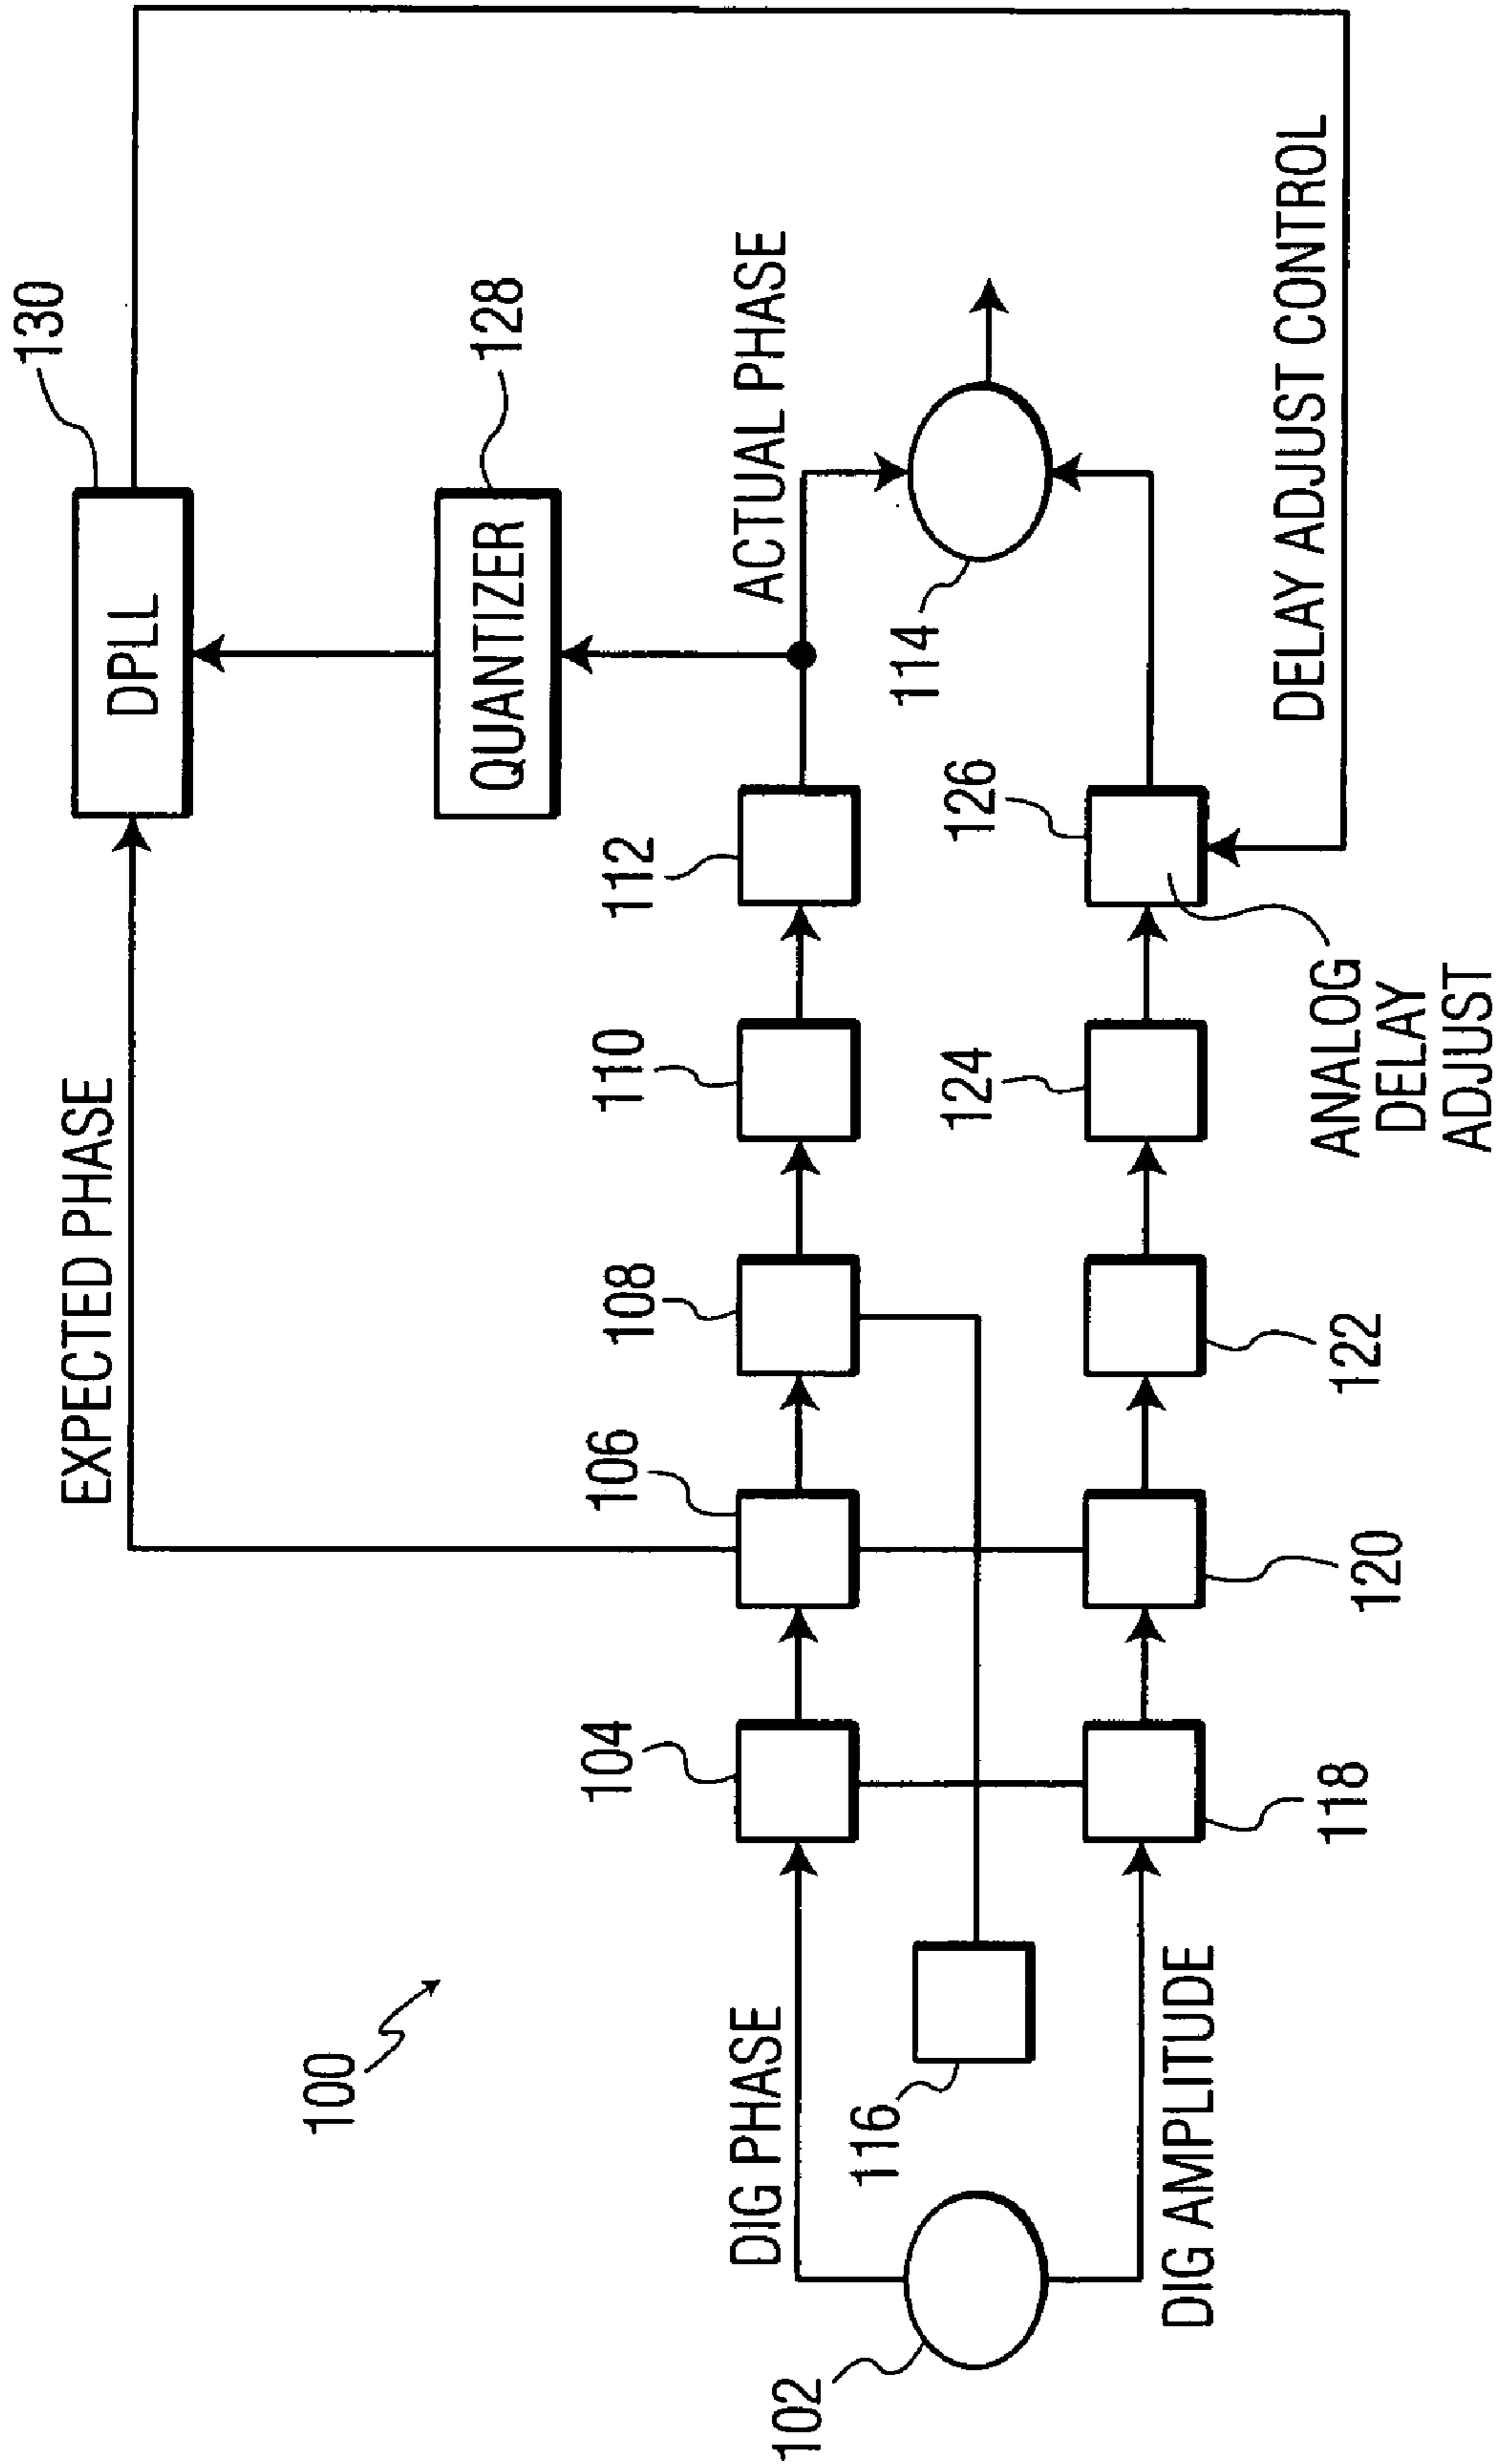 100
130
DPLL
EXPECTED PHASE
128
QUANTIZER
DIG PHASE
104
106
108
110
112
ACTUAL PHASE
102
116
114
DIG AMPLITUDE
118
120
122
124
126
ANALOG
DELAY
ADJUST
DELAY ADJUST CONTROL